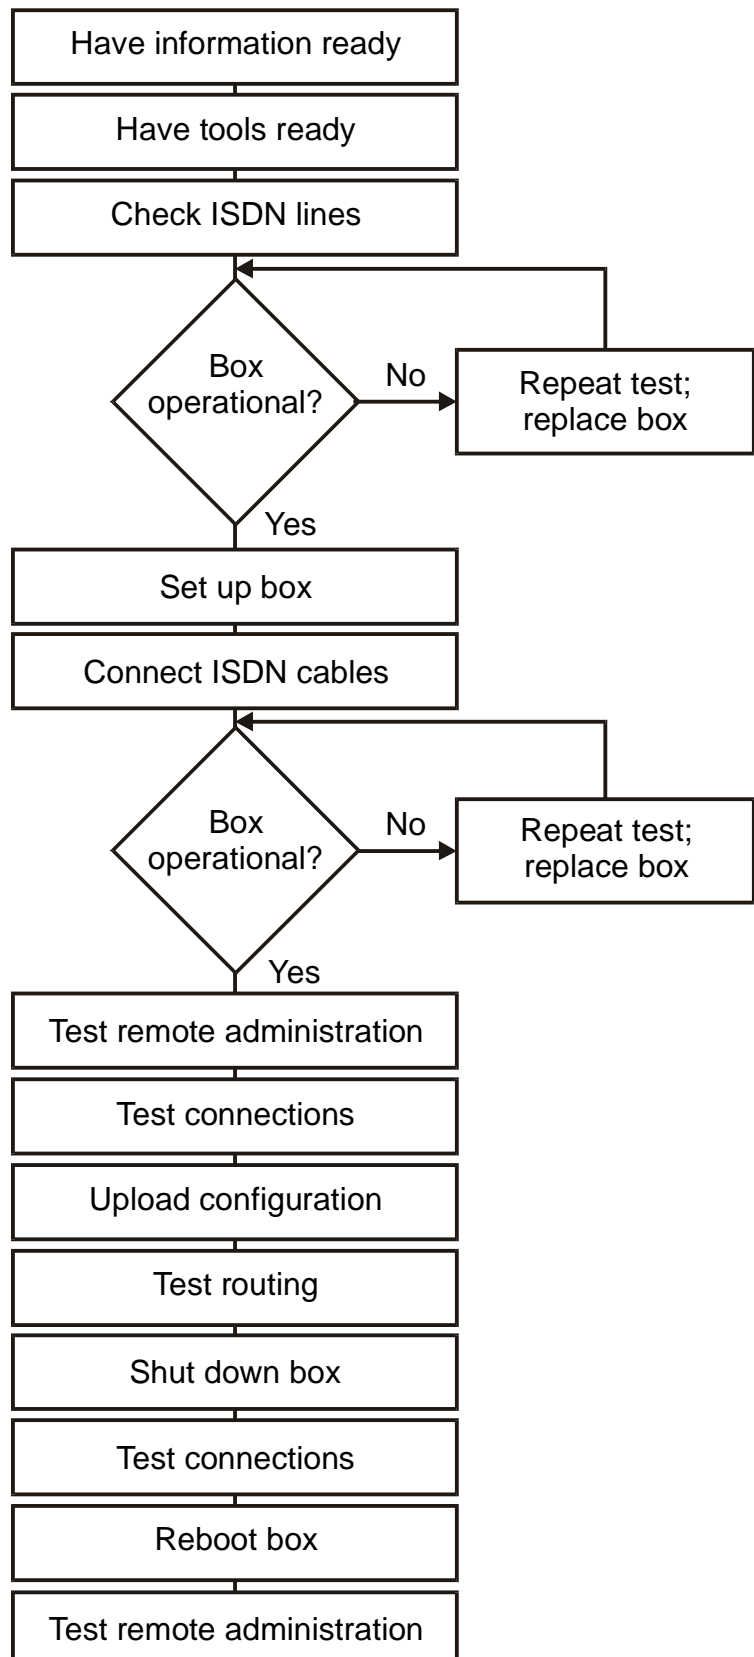 Have information ready
Have tools ready
Check ISDN lines
Box
operational?
No
Repeat test;
replace box
Yes
Set up box
Connect ISDN cables
Box
operational?
No
Repeat test;
replace box
Yes
Test remote administration
Test connections
Upload configuration
Test routing
Shut down box
Test connections
Reboot box
Test remote administration